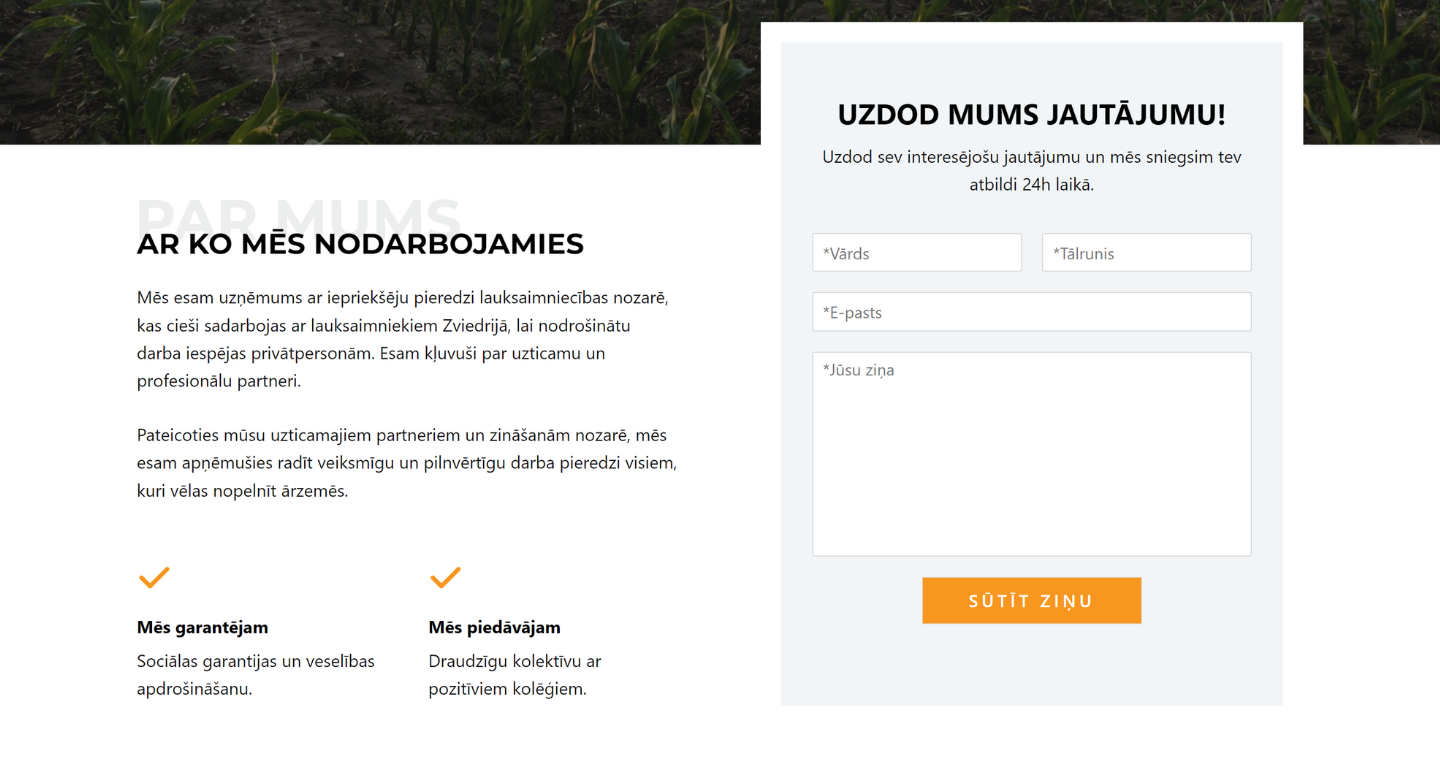 PAR MUMS
AR KO MĒS NODARBOJAMIES
Mēs esam uzņēmums ar iepriekšēju pieredzi lauksaimniecības nozarē,
kas cieši sadarbojas ar lauksaimniekiem Zviedrijā, lai nodrošinātu
darba iespējas privātpersonām. Esam kļuvuši par uzticamu un
profesionālu partneri.
Pateicoties mūsu uzticamajiem partneriem un zināšanām nozarē, mēs
esam apņēmušies radīt veiksmīgu un pilnvērtīgu darba pieredzi visiem,
kuri vēlas nopelnīt ārzemēs.
Mēs garantējam
Sociālas garantijas un veselības
apdrošināšanu.
Mēs piedāvājam
Draudzīgu kolektīvu ar
pozitīviem kolēģiem.
UZDOD MUMS JAUTĀJUMU!
Uzdod sev interesējošu jautājumu un mēs sniegsim tev
atbildi 24h laikā.
*Vārds
*Tālrunis
*E-pasts
*Jūsu ziņa
SŪTĪT ZIŅU